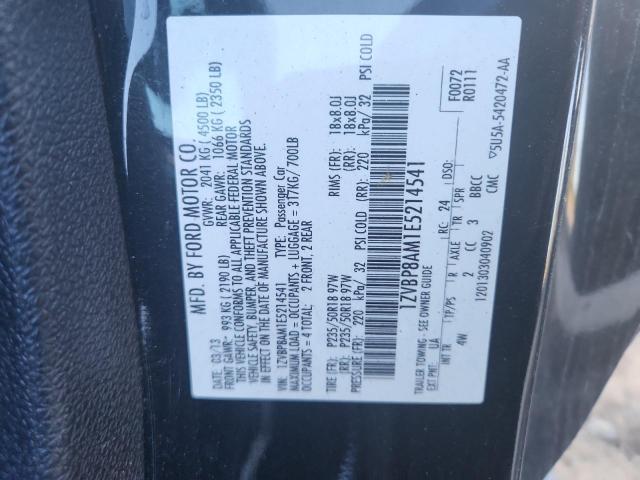 MFD. BY FORD MOTOR CO.
DATE: 03/13 GVWR: 2041 KG ( 4500 LB)
FRONT GAWR: 993 KG ( 2190 LB) REAR GAWR: 1066 KG ( 2350 LB)
THIS VEHICLE CONFORMS TO ALL APPLICABLE FEDERAL MOTOR
VEHICLE SAFETY, BUMPER, AND THEFT PREVENTION STANDARDS
IN EFFECT ON THE DATE OF MANUFACTURE SHOWN ABOVE.
VIN: 1ZVBP8AM1E5214541 TYPE: Passenger Car
MAXIMUM LOAD = OCCUPANTS + LUGGAGE = 317KG/ 700LB
OCCUPANTS = 4 TOTAL: 2 FRONT, 2 REAR
TIRE (FR): P235/50R18 97W RIMS (FR): 18x8.0J
(RR): P235/50R18 97W (RR): 18x8.0J
PRESSURE (FR): 220 kPa/ 32 PSI COLD (RR): 220 kPa/ 32 PSI COLD
1ZVBP8AM1E5214541
TRAILER TOWING - SEE OWNER GUIDE
EXT PNT: UA RC: 24 DSO: F0072
R0111
INT TR TP/PS R AXLE TR SPR
4W 2 CC 3 BBCC
1201303040902 CMC 5U5A-5420472-AA